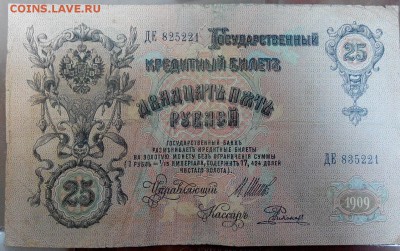 COINS.LAVE.RU
ДЕ 825221
ГОСУДАРСТВЕННЫЙ
25
КРЕДИТНЫЙ БИЛЕТЪ
ДВАДЦАТЬ ПЯТЬ
РУБЛЕЙ
ГОСУДАРСТВЕННЫЙ БАНКЪ
РАЗМѢНИВАЕТЪ КРЕДИТНЫЕ БИЛЕТЫ
НА ЗОЛОТУЮ МОНЕТУ БЕЗЪ ОГРАНИЧЕНІЯ СУММЫ
(1 РУБЛЬ = 1/15 ИМПЕРІАЛА, СОДЕРЖИТЪ 17,424 ДОЛЕЙ
ЧИСТАГО ЗОЛОТА).
ДЕ 835221
Управляющій
25
Кассиръ
1909